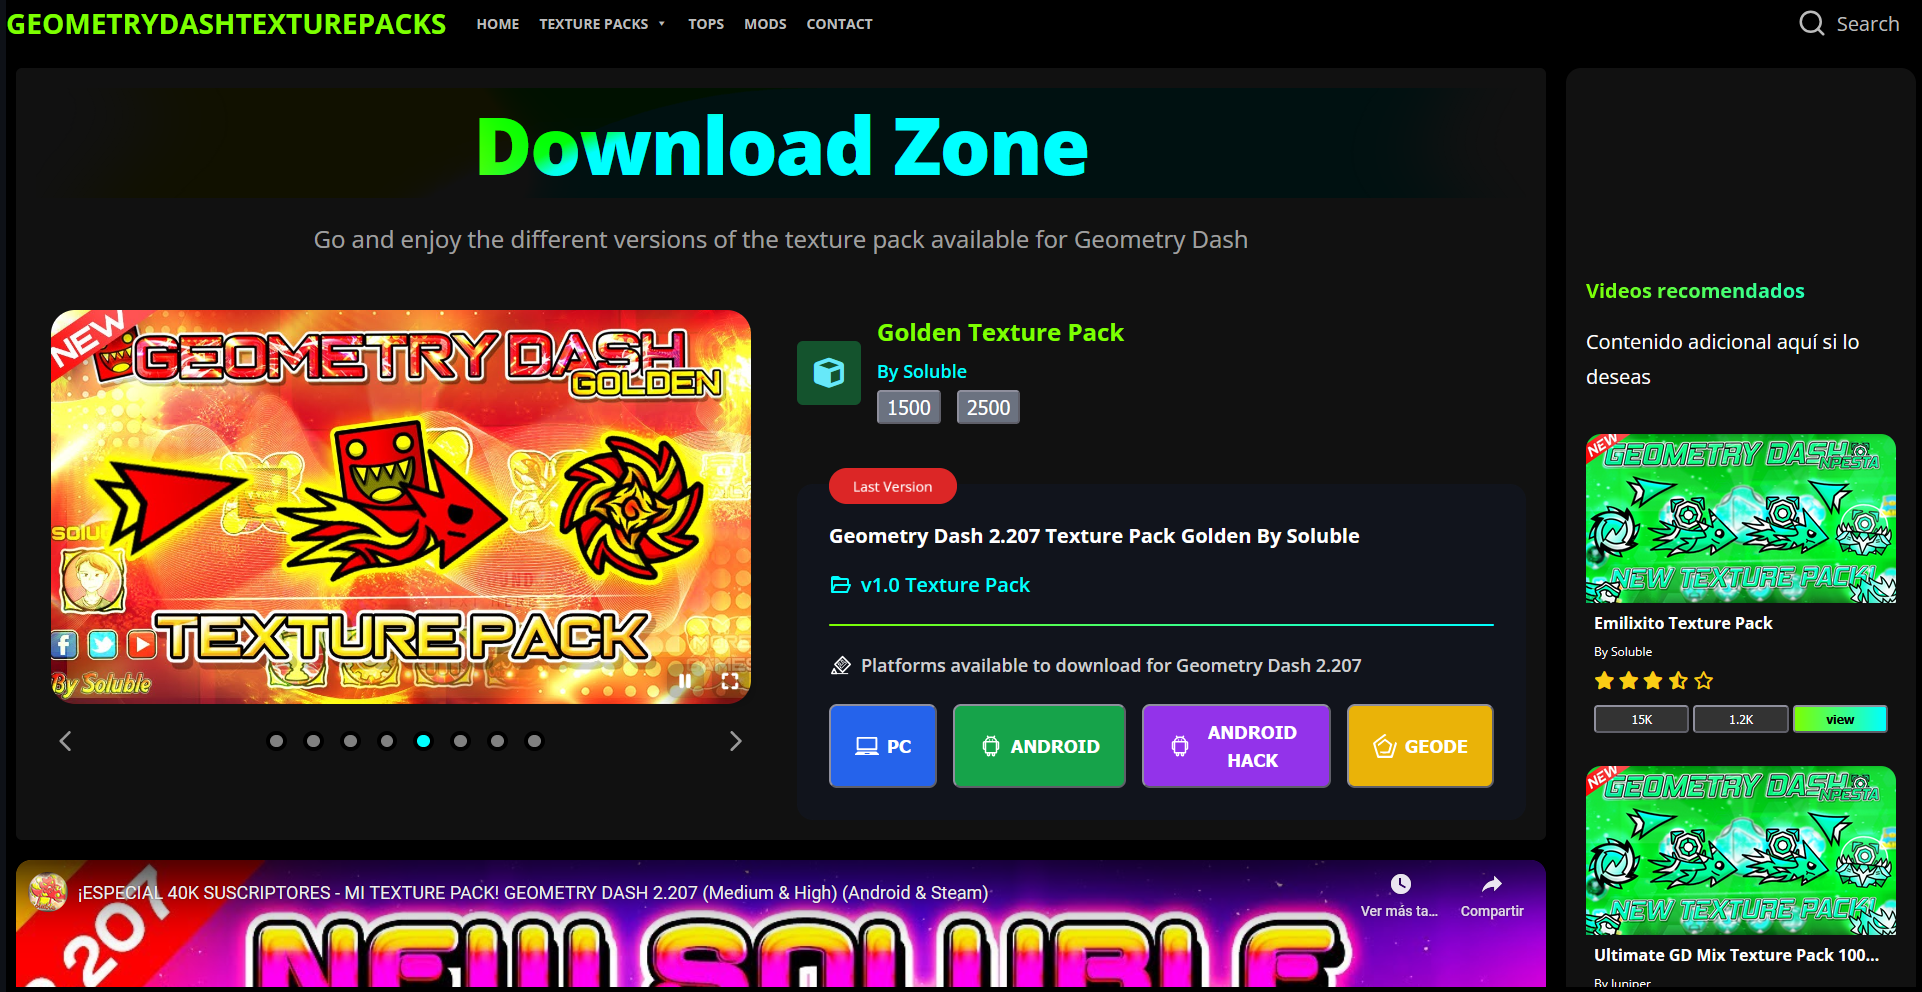 GEOMETRYDASHTEXTUREPACKS
HOME
TEXTURE PACKS
TOPS
MODS
CONTACT
Search
Download Zone
Go and enjoy the different versions of the texture pack available for Geometry Dash
NEW
GEOMETRY DASH
GOLDEN
TEXTURE PACK
By Soluble
Golden Texture Pack
By Soluble
1500
2500
Last Version
Geometry Dash 2.207 Texture Pack Golden By Soluble
v1.0 Texture Pack
Platforms available to download for Geometry Dash 2.207
PC
ANDROID
ANDROID
HACK
GEODE
¡ESPECIAL 40K SUSCRIPTORES - MI TEXTURE PACK! GEOMETRY DASH 2.207 (Medium & High) (Android & Steam)
Ver más ta...
Compartir
2.207
NEW SOLUBLE
Videos recomendados
Contenido adicional aquí si lo
deseas
NEW
GEOMETRY DASH
NPESTA
NEW TEXTURE PACK!
Emilixito Texture Pack
By Soluble
15K
1.2K
view
NEW
GEOMETRY DASH
NPESTA
NEW TEXTURE PACK!
Ultimate GD Mix Texture Pack 100...
By Juniper